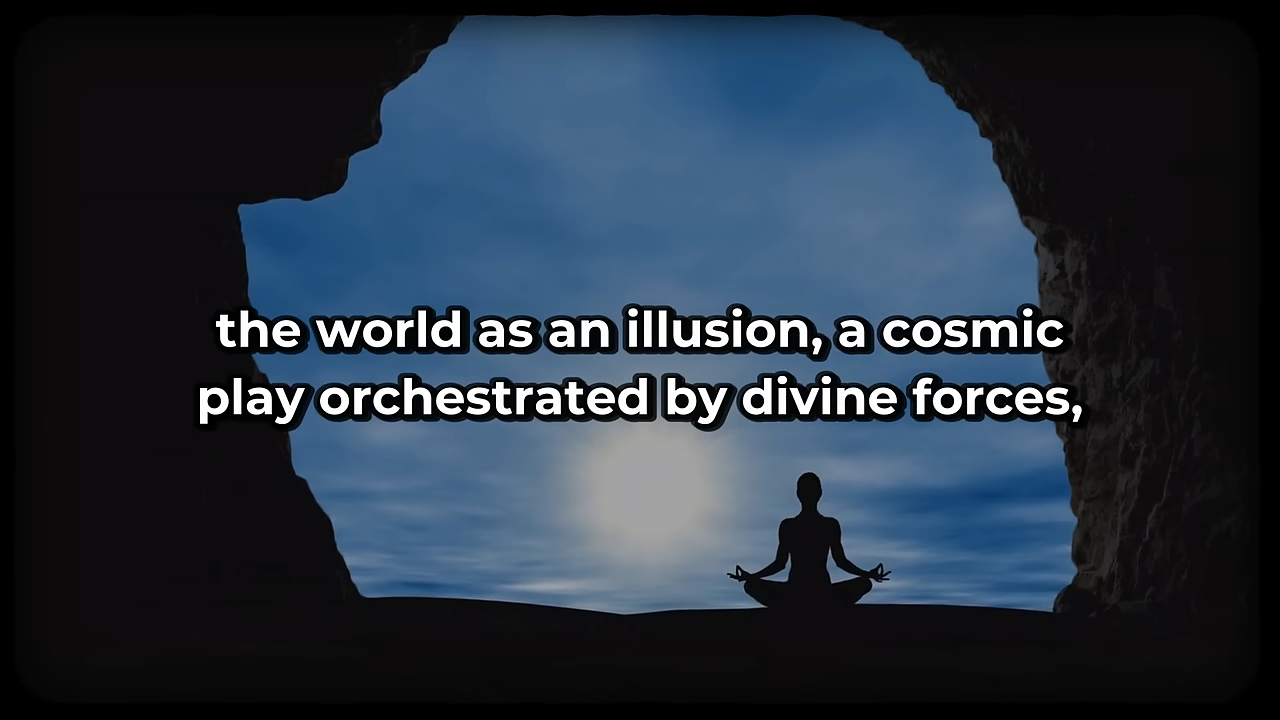 the world as an illusion, a cosmic
play orchestrated by divine forces,